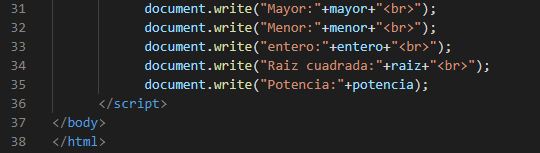 31 document.write("Mayor:"+mayor+"<br>");
32 document.write("Menor:"+menor+"<br>");
33 document.write("entero:"+entero+"<br>");
34 document.write("Raiz cuadrada:"+raiz+"<br>");
35 document.write("Potencia:"+potencia);
36 </script>
37 </body>
38 </html>